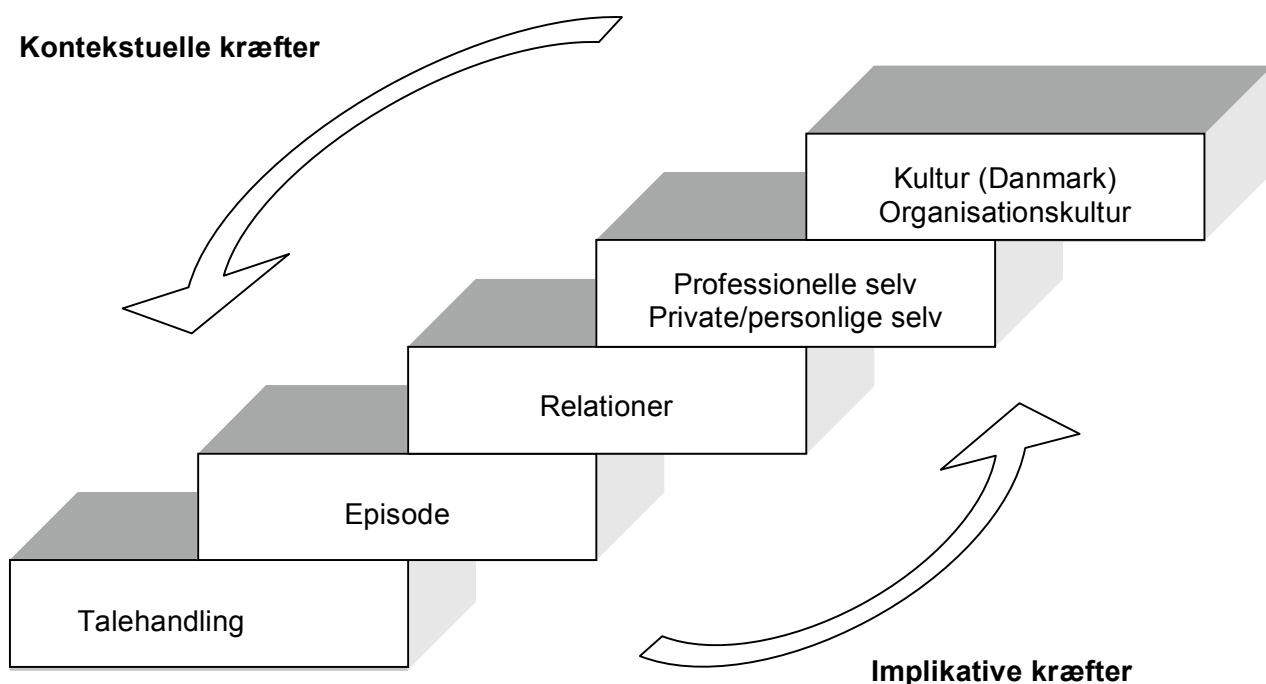 Kontekstuelle kræfter
Kultur (Danmark)
Organisationskultur
Professionelle selv
Private/personlige selv
Relationer
Episode
Talehandling
Implikative kræfter